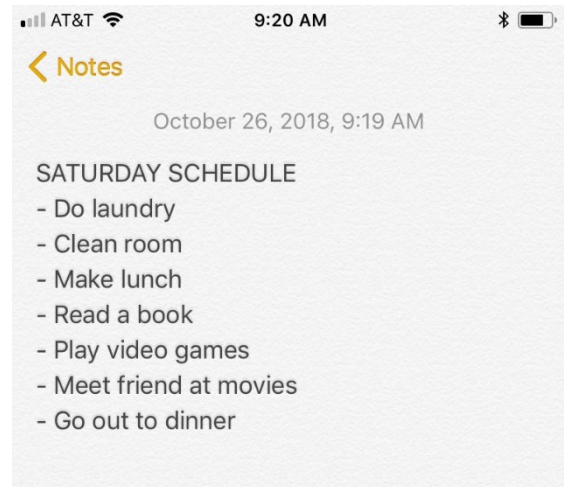 AT&T 9:20 AM
Notes
October 26, 2018, 9:19 AM
SATURDAY SCHEDULE
- Do laundry
- Clean room
- Make lunch
- Read a book
- Play video games
- Meet friend at movies
- Go out to dinner